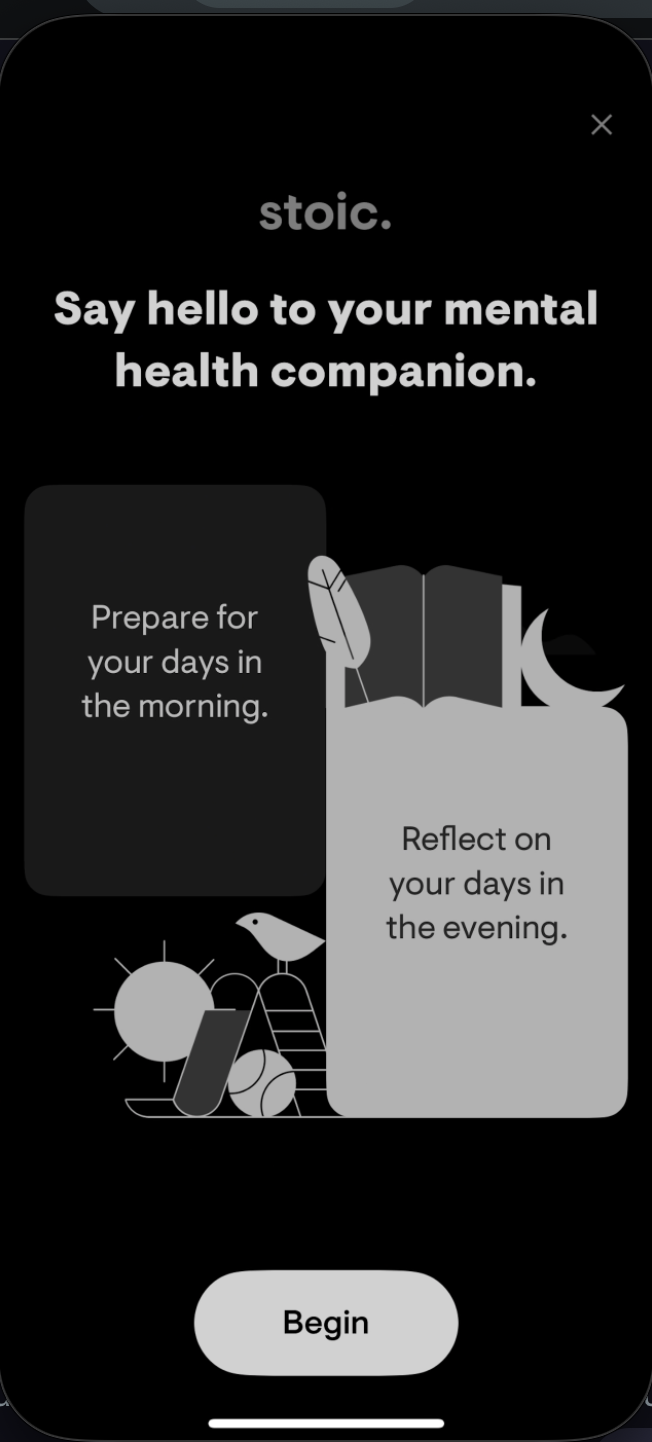 stoic.
Say hello to your mental
health companion.
Prepare for
your days in
the morning.
Reflect on
your days in
the evening.
Begin